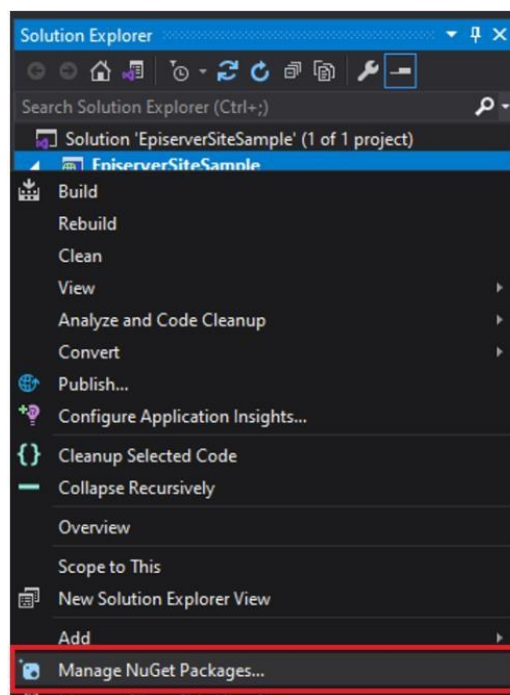 Solution Explorer
Search Solution Explorer (Ctrl+;)
Solution 'EpiserverSiteSample' (1 of 1 project)
EpiserverSiteSample
Build
Rebuild
Clean
View
Analyze and Code Cleanup
Convert
Publish...
Configure Application Insights...
Cleanup Selected Code
Collapse Recursively
Overview
Scope to This
New Solution Explorer View
Add
Manage NuGet Packages...